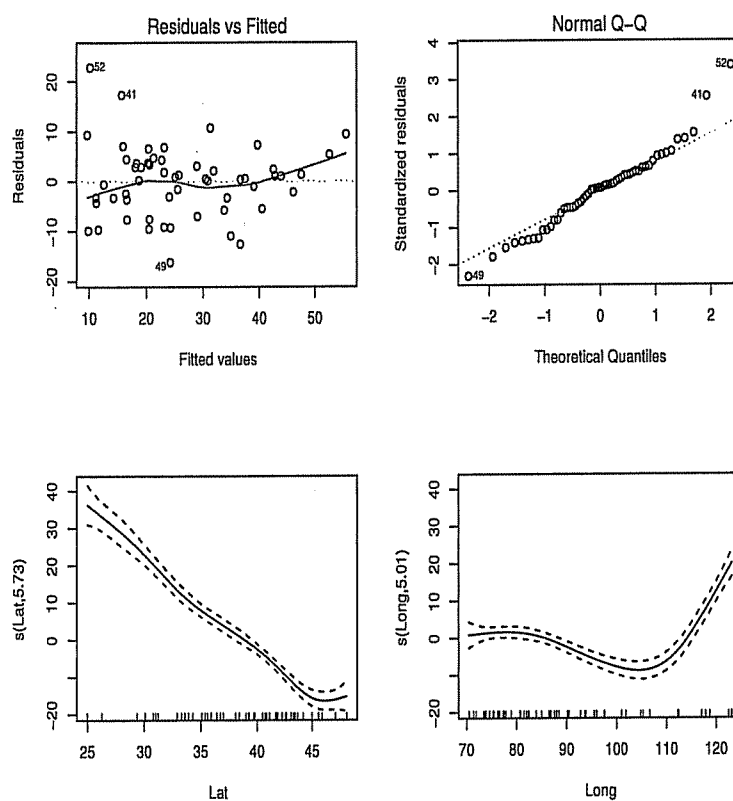 Residuals vs Fitted
Residuals
20
10
0
−10
−20
52
41
49
10 20 30 40 50
Fitted values
Normal Q−Q
Standardized residuals
4
3
2
1
0
−1
−2
52
41
49
−2 −1 0 1 2
Theoretical Quantiles
s(Lat,5.73)
40
30
20
10
0
−20
25 30 35 40 45
Lat
s(Long,5.01)
40
30
20
10
0
−20
70 80 90 100 110 120
Long